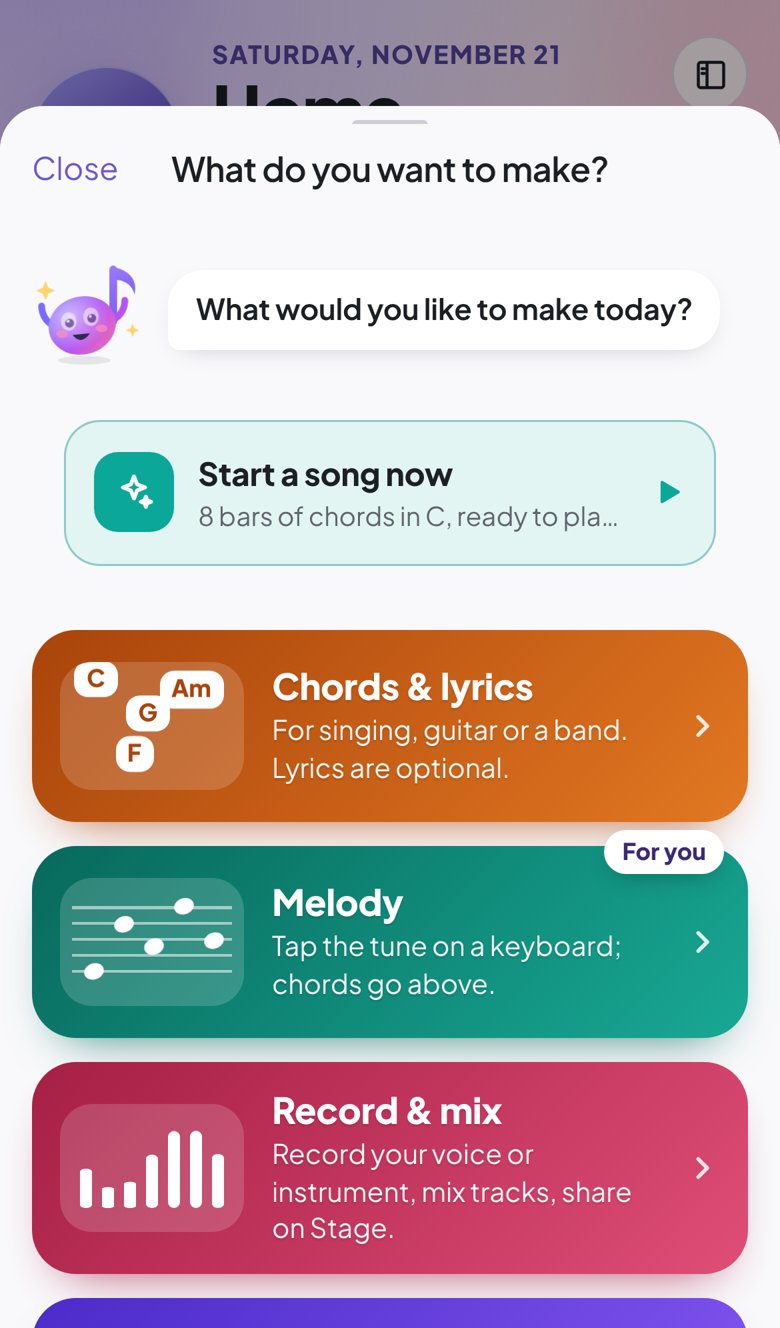 SATURDAY, NOVEMBER 21
Home
Close
What do you want to make?
What would you like to make today?
Start a song now
8 bars of chords in C, ready to pla...
C
Am
G
F
Chords & lyrics
For singing, guitar or a band.
Lyrics are optional.
For you
Melody
Tap the tune on a keyboard;
chords go above.
Record & mix
Record your voice or
instrument, mix tracks, share
on Stage.